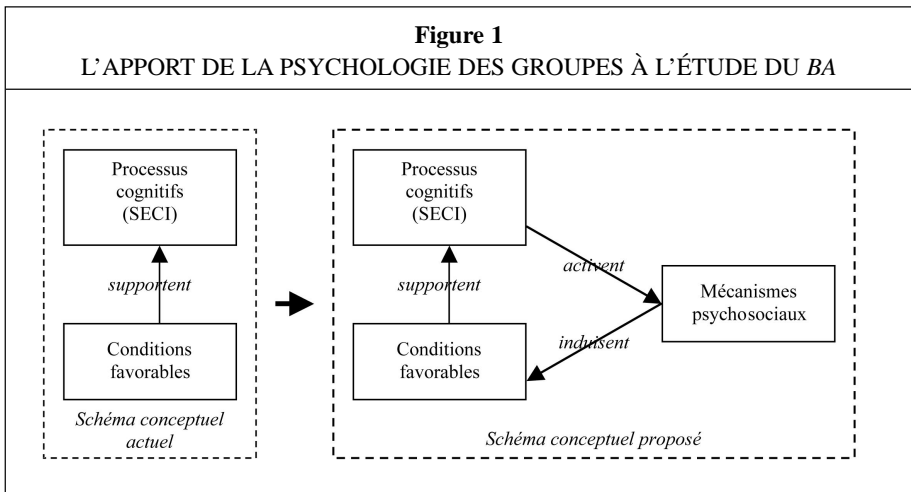 Figure 1
L'APPORT DE LA PSYCHOLOGIE DES GROUPES À L'ÉTUDE DU BA
Processus
cognitifs
(SECI)
supportent
Conditions
favorables
Schéma conceptuel
actuel
Processus
cognitifs
(SECI)
activent
supportent
Mécanismes
psychosociaux
induisent
Conditions
favorables
Schéma conceptuel proposé